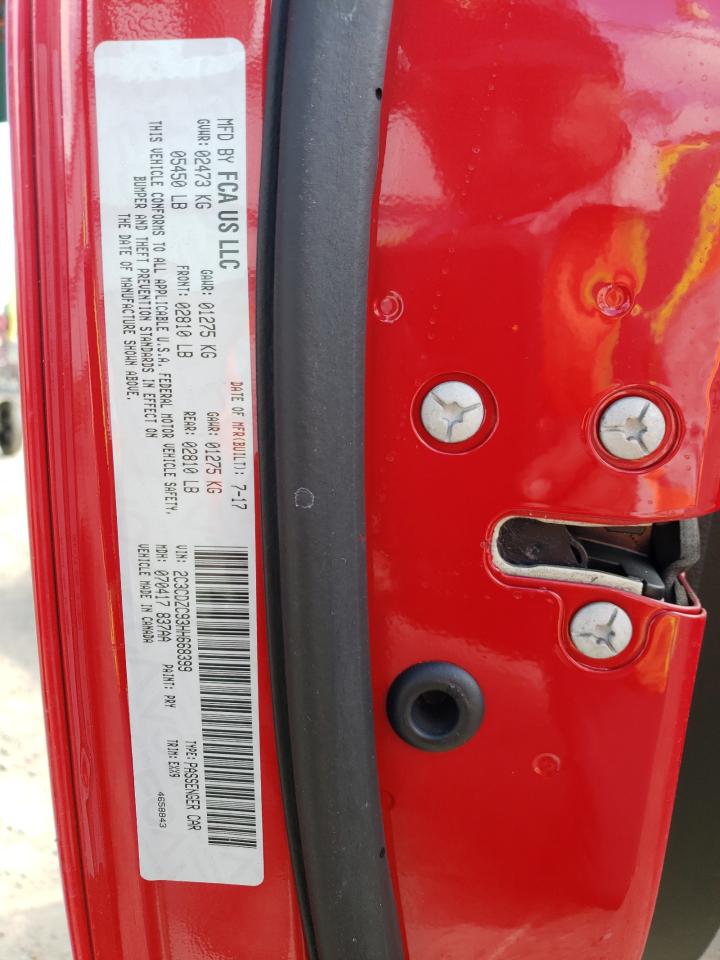 MFD BY FCA US LLC
DATE OF MFR(BUILT): 7-17
GVWR: 02473 KG
GAWR: 01275 KG
GAWR: 01275 KG
05450 LB
FRONT: 02810 LB
REAR: 02810 LB
THIS VEHICLE CONFORMS TO ALL APPLICABLE U.S.A. FEDERAL MOTOR VEHICLE SAFETY,
BUMPER AND THEFT PREVENTION STANDARDS IN EFFECT ON
THE DATE OF MANUFACTURE SHOWN ABOVE.
VIN: 2C3CDZC93HH668399
TYPE: PASSENGER CAR
MDH: 070417 837AA
PAINT: PRY
TRIM: EXX9
VEHICLE MADE IN CANADA
4658843